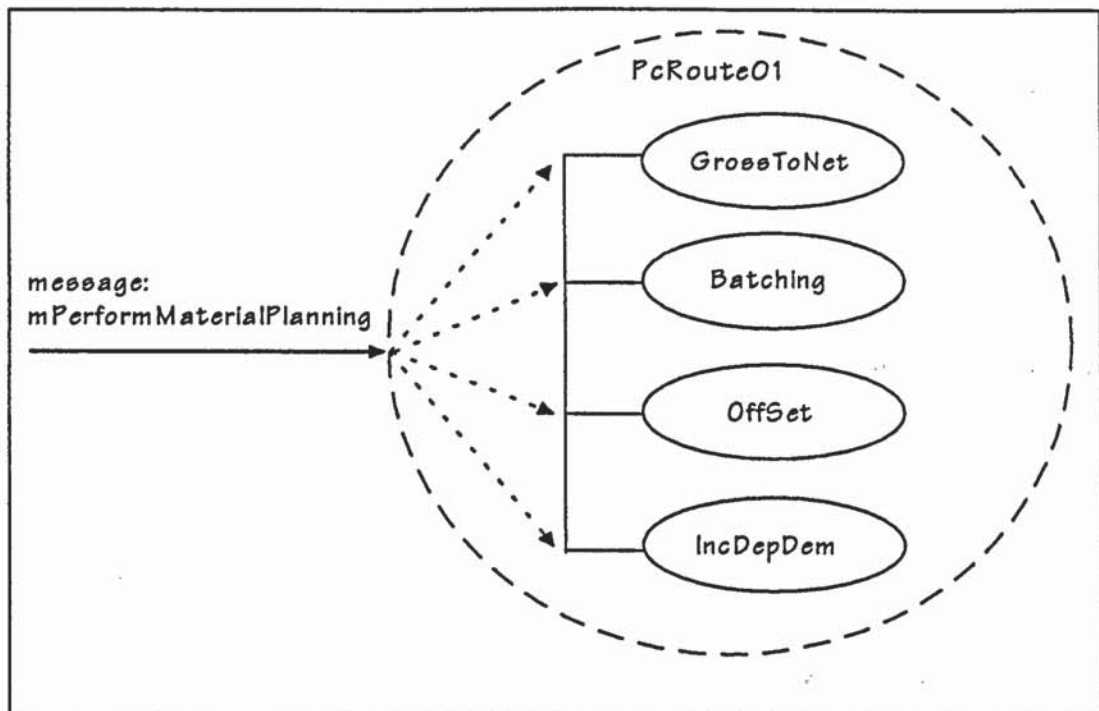 PcRoute01
GrossToNet
Batching
message:
mPerformMaterialPlanning
OffSet
IncDepDem